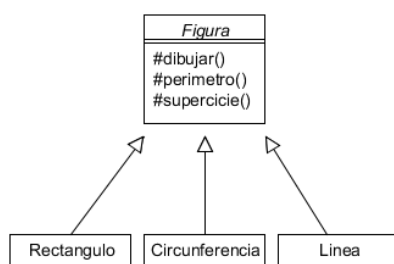 Figura
#dibujar()
#perimetro()
#supercicie()
Rectangulo
Circunferencia
Linea